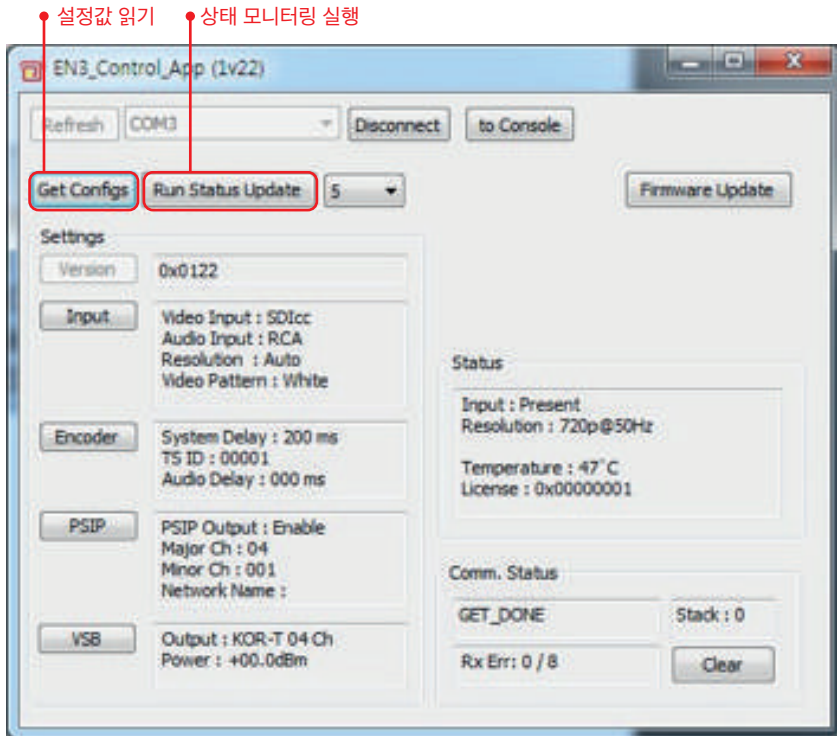 설정값 읽기
상태 모니터링 실행
EN3_Control_App (1v22)
Refresh COM3 Disconnect to Console
Get Configs Run Status Update 5 Firmware Update
Settings
Version 0x0122
Input
Video Input : SDIcc
Audio Input : RCA
Resolution : Auto
Video Pattern : White
Encoder
System Delay : 200 ms
TS ID : 00001
Audio Delay : 000 ms
PSIP
PSIP Output : Enable
Major Ch : 04
Minor Ch : 001
Network Name :
VSB
Output : KOR-T 04 Ch
Power : +00.0dBm
Status
Input : Present
Resolution : 720p@50Hz
Temperature : 47˚C
License : 0x00000001
Comm. Status
GET_DONE Stack : 0
Rx Err: 0 / 8 Clear